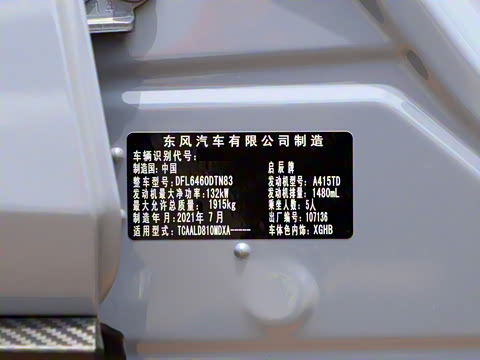 东风汽车有限公司制造
车辆识别代号：
制造国：中国 启辰牌
整车型号：DFL6460DTN83 发动机型号：A415TD
发动机最大净功率：132kW 发动机排量：1480mL
最大允许总质量：1915kg 乘坐人数：5人
制造年月：2021年7月 出厂编号：107136
适用型式：TCAALD810MDXA----- 车体色内饰：XGHB